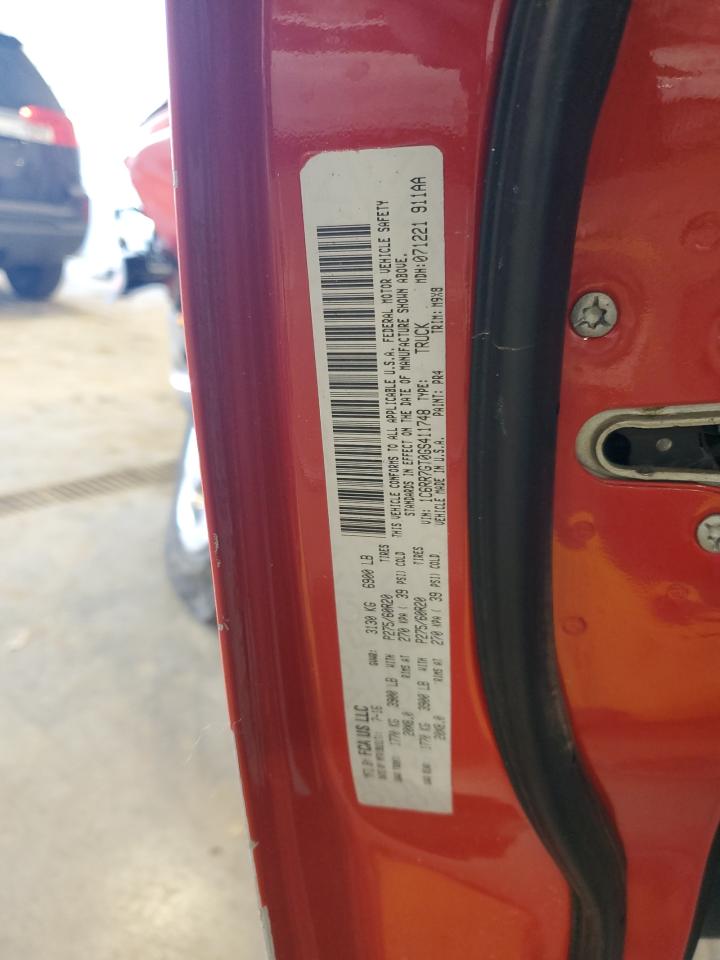 MFD BY FCA US LLC
DATE OF MFR 7-16 GVWR: 3130 KG 6900 LB
GAWR FRONT: 1770 KG 3900 LB WITH P275/60R20 TIRES
20X8.0 RIMS AT 270 KPA ( 39 PSI) COLD
GAWR REAR: 1770 KG 3900 LB WITH P275/60R20 TIRES
20X8.0 RIMS AT 270 KPA ( 39 PSI) COLD
THIS VEHICLE CONFORMS TO ALL APPLICABLE U.S.A. FEDERAL MOTOR VEHICLE SAFETY
STANDARDS IN EFFECT ON THE DATE OF MANUFACTURE SHOWN ABOVE.
VIN: 1C6RR7GT0GS411748 TYPE: TRUCK MDH:071221 911AA
VEHICLE MADE IN U.S.A. PAINT: PR4 TRIM: M9X8